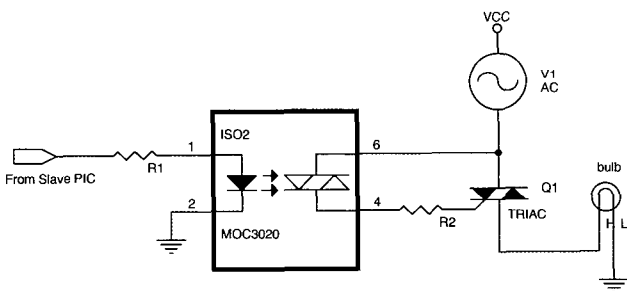 VCC
V1
AC
ISO2
1
R1
From Slave PIC
2
MOC3020
6
4
R2
Q1
TRIAC
bulb
H L